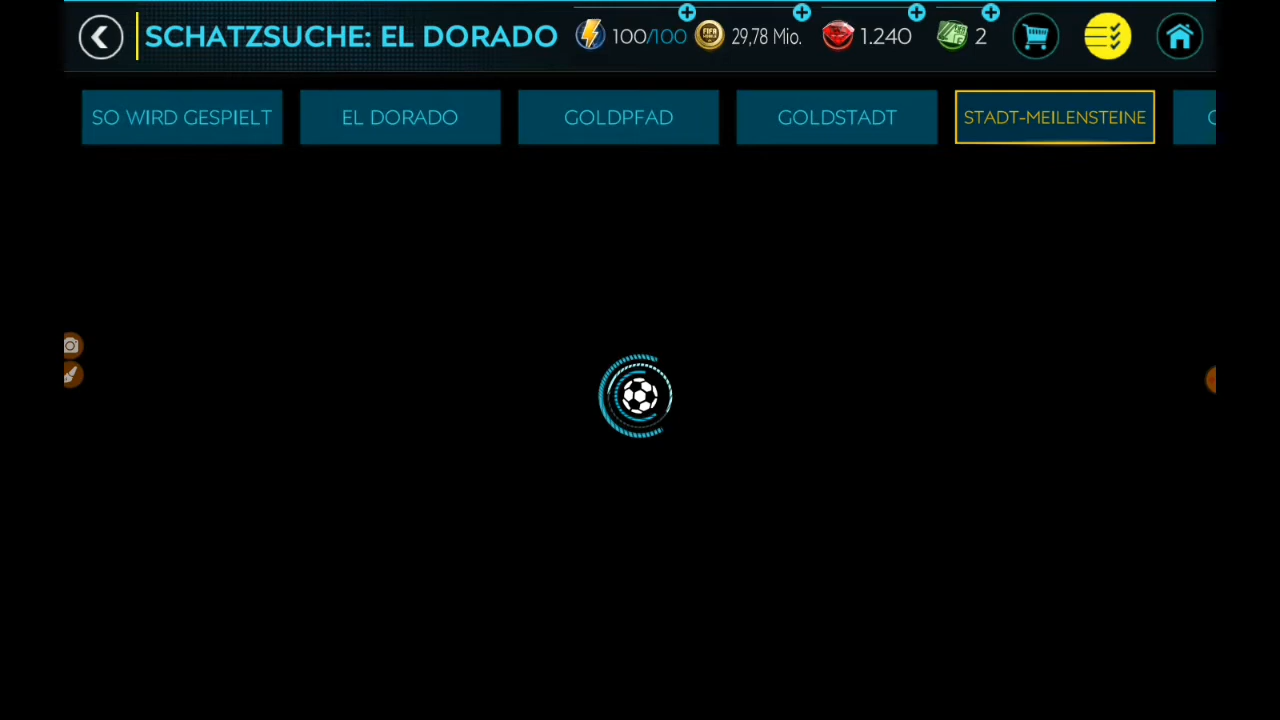 SCHATZSUCHE: EL DORADO
100/100
29,78 Mio.
1.240
2
SO WIRD GESPIELT
EL DORADO
GOLDPFAD
GOLDSTADT
STADT-MEILENSTEINE